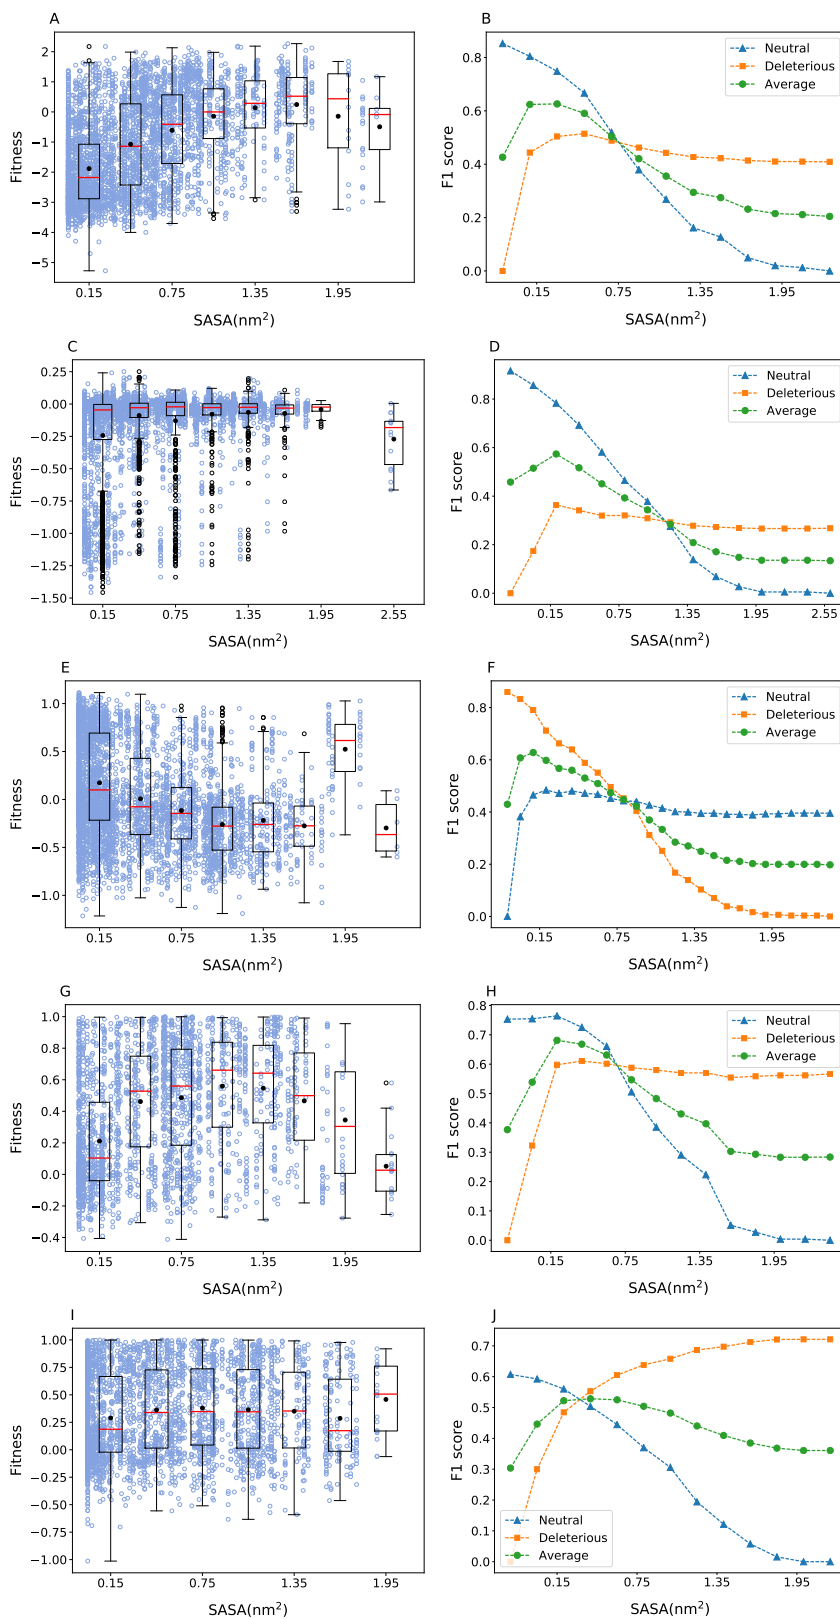 A
B
2
1
0
−1
−2
−3
−4
−5
Fitness
0.15 0.75 1.35 1.95
SASA(nm²)
0.8
0.6
0.4
0.2
0.0
F1 score
Neutral
Deleterious
Average
0.15 0.75 1.35 1.95
SASA(nm²)
C
D
0.25
0.00
−0.25
−0.50
−0.75
−1.00
−1.25
−1.50
Fitness
0.15 0.75 1.35 1.95 2.55
SASA(nm²)
0.8
0.6
0.4
0.2
0.0
F1 score
Neutral
Deleterious
Average
0.15 0.75 1.35 1.95 2.55
SASA(nm²)
E
F
1.0
0.5
0.0
−0.5
−1.0
Fitness
0.15 0.75 1.35 1.95
SASA(nm²)
0.8
0.6
0.4
0.2
0.0
F1 score
Neutral
Deleterious
Average
0.15 0.75 1.35 1.95
SASA(nm²)
G
H
1.0
0.8
0.6
0.4
0.2
0.0
−0.2
−0.4
Fitness
0.15 0.75 1.35 1.95
SASA(nm²)
0.8
0.7
0.6
0.5
0.4
0.3
0.2
0.1
0.0
F1 score
Neutral
Deleterious
Average
0.15 0.75 1.35 1.95
SASA(nm²)
I
J
1.00
0.75
0.50
0.25
0.00
−0.25
−0.50
−0.75
−1.00
Fitness
0.15 0.75 1.35 1.95
SASA(nm²)
0.7
0.6
0.5
0.4
0.3
0.2
0.1
0.0
F1 score
Neutral
Deleterious
Average
0.15 0.75 1.35 1.95
SASA(nm²)